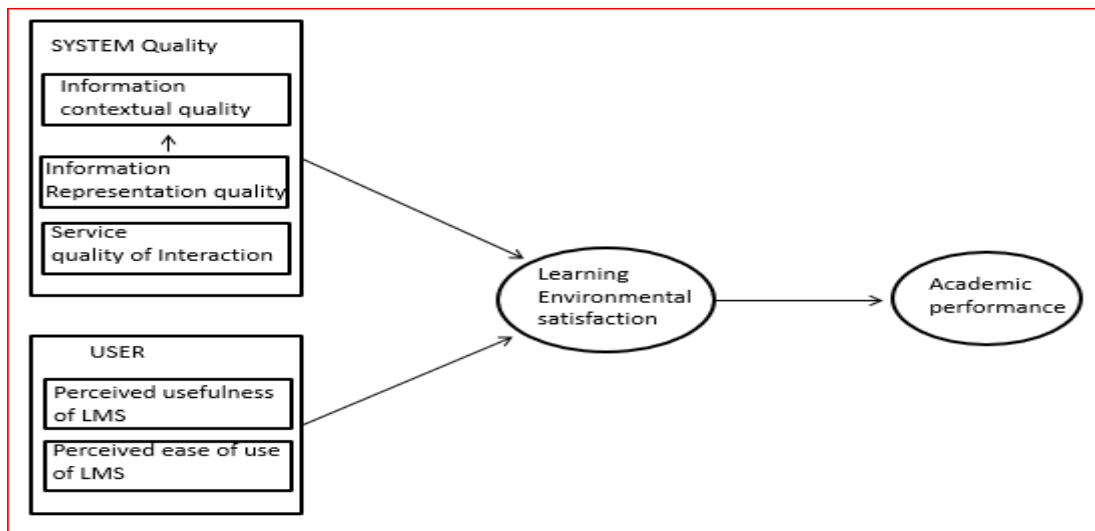 SYSTEM Quality
Information
contextual quality
Information
Representation quality
Service
quality of Interaction
USER
Perceived usefulness
of LMS
Perceived ease of use
of LMS
Learning
Environmental
satisfaction
Academic
performance